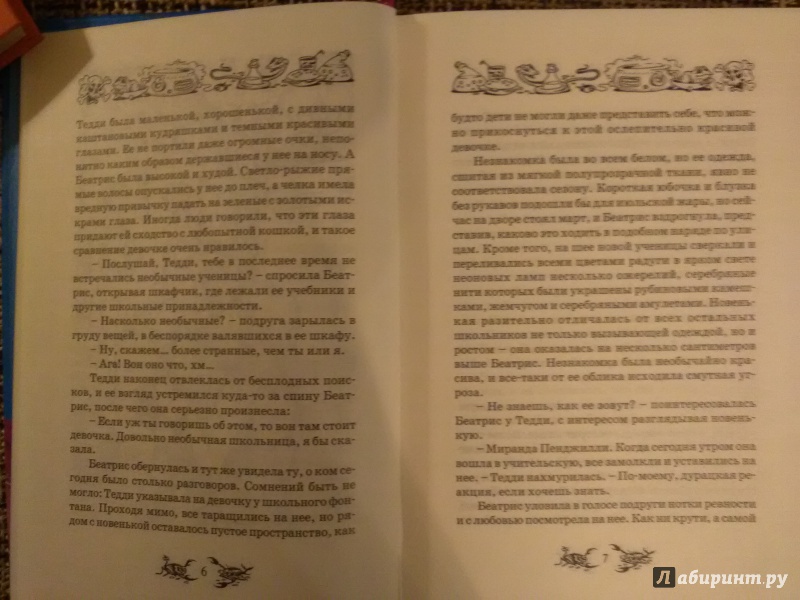 Тедди была маленькой, хорошенькой, с дивными
каштановыми кудряшками и темными красивыми
глазами. Ее не портили даже огромные очки, непо-
нятно каким образом державшиеся у нее на носу. А
Беатрис была высокой и худой. Светло-рыжие пря-
мые волосы опускались у нее до плеч, а челка имела
вредную привычку падать на зеленые с золотыми ис-
крами глаза. Иногда люди говорили, что эти глаза
придают ей сходство с любопытной кошкой, и такое
сравнение девочке очень нравилось.
– Послушай, Тедди, тебе в последнее время не
встречались необычные ученицы? – спросила Беат-
рис, открывая шкафчик, где лежали ее учебники и
другие школьные принадлежности.
– Насколько необычные? – подруга зарылась в
груду вещей, в беспорядке валявшихся в ее шкафу.
– Ну, скажем... более странные, чем ты или я.
– Ага! Вон оно что, хм...
Тедди наконец отвлеклась от бесплодных поис-
ков, и ее взгляд устремился куда-то за спину Беат-
рис, после чего она серьезно произнесла:
– Если уж ты говоришь об этом, то вон там стоит
девочка. Довольно необычная школьница, я бы ска-
зала.
Беатрис обернулась и тут же увидела ту, о ком се-
годня было столько разговоров. Сомнений быть не
могло: Тедди указывала на девочку у школьного фон-
тана. Проходя мимо, все таращились на нее, но ря-
дом с новенькой оставалось пустое пространство, как
6
будто дети не могли даже представить себе, что мож-
но прикоснуться к этой ослепительно красивой
девочке.
Незнакомка была во всем белом, но ее одежда,
сшитая из мягкой полупрозрачной ткани, явно не
соответствовала сезону. Короткая юбочка и блузка
без рукавов подошли бы для июльской жары, но сей-
час на дворе стоял март, и Беатрис вздрогнула, пред-
ставив, каково это ходить в подобном наряде по ули-
цам. Кроме того, на шее новой ученицы сверкали и
переливались всеми цветами радуги в ярком свете
неоновых ламп несколько ожерелий, серебряные
нити которых были украшены рубиновыми камеш-
ками, жемчугом и серебряными амулетами. Новень-
кая разительно отличалась от всех остальных
школьников не только вызывающей одеждой, но и
ростом – она оказалась на несколько сантиметров
выше Беатрис. Незнакомка была необычайно кра-
сива, и все-таки от ее облика исходила смутная уг-
роза.
– Не знаешь, как ее зовут? – поинтересовалась
Беатрис у Тедди, с интересом разглядывая новень-
кую.
– Миранда Пенджилли. Когда сегодня утром она
вошла в учительскую, все замолкли и уставились на
нее. – Тедди нахмурилась. – По-моему, дурацкая ре-
акция, если хочешь знать.
Беатрис уловила в голосе подруги нотки ревности
и с любовью посмотрела на нее. Как ни крути, а самой
7
Лабиринт.ру